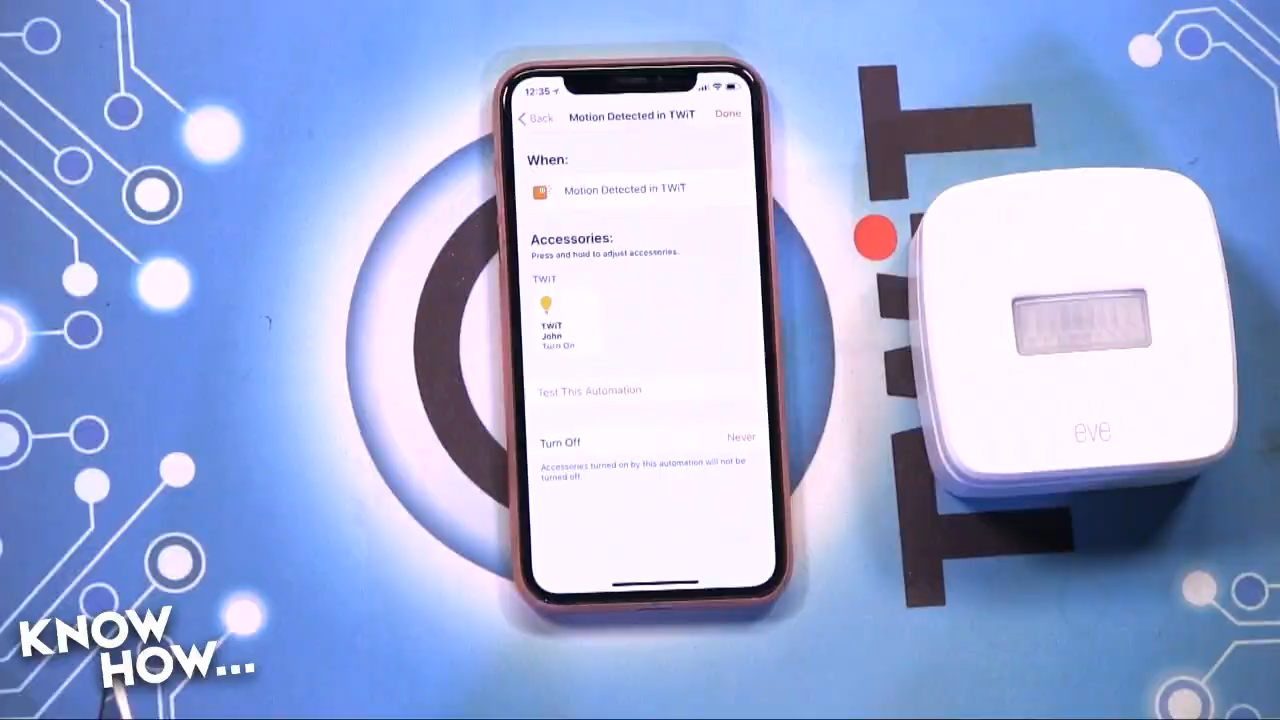 12:35
Back
Motion Detected in TWiT
Done
When:
Motion Detected in TWiT
Accessories:
Press and hold to adjust accessories.
TWiT
TWiT
John
Turn On
Test This Automation
Turn Off
Never
Accessories turned on by this automation will not be
turned off.
TWiT
eve
KNOW
HOW...